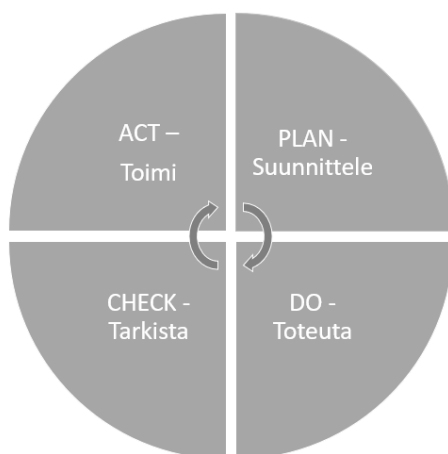 ACT –
Toimi
PLAN -
Suunnittele
CHECK -
Tarkista
DO -
Toteuta